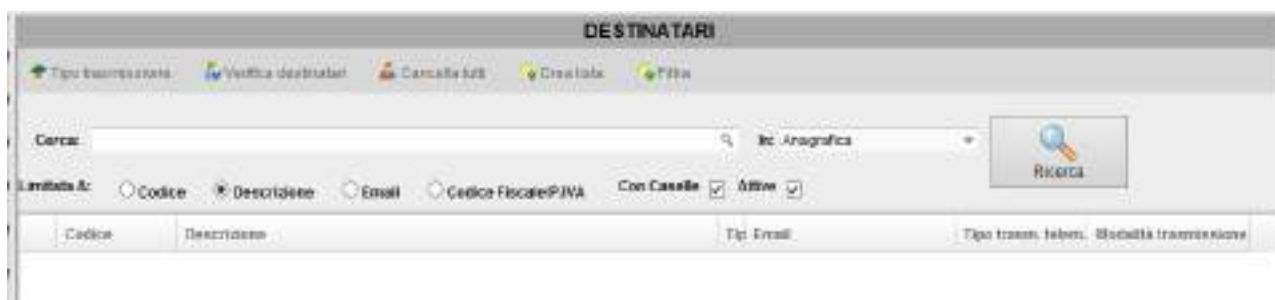 DESTINATARI
Tipo trasmissione Verifica destinatari Cancella tutti Crea lista Filtra
Cerca: In: Anagrafica Ricerca
Limitata A: Codice Descrizione Email Codice Fiscale/P.IVA Con Caselle Attive
Codice Descrizione Tip Email Tipo trasm. telem. Modalità trasmissione